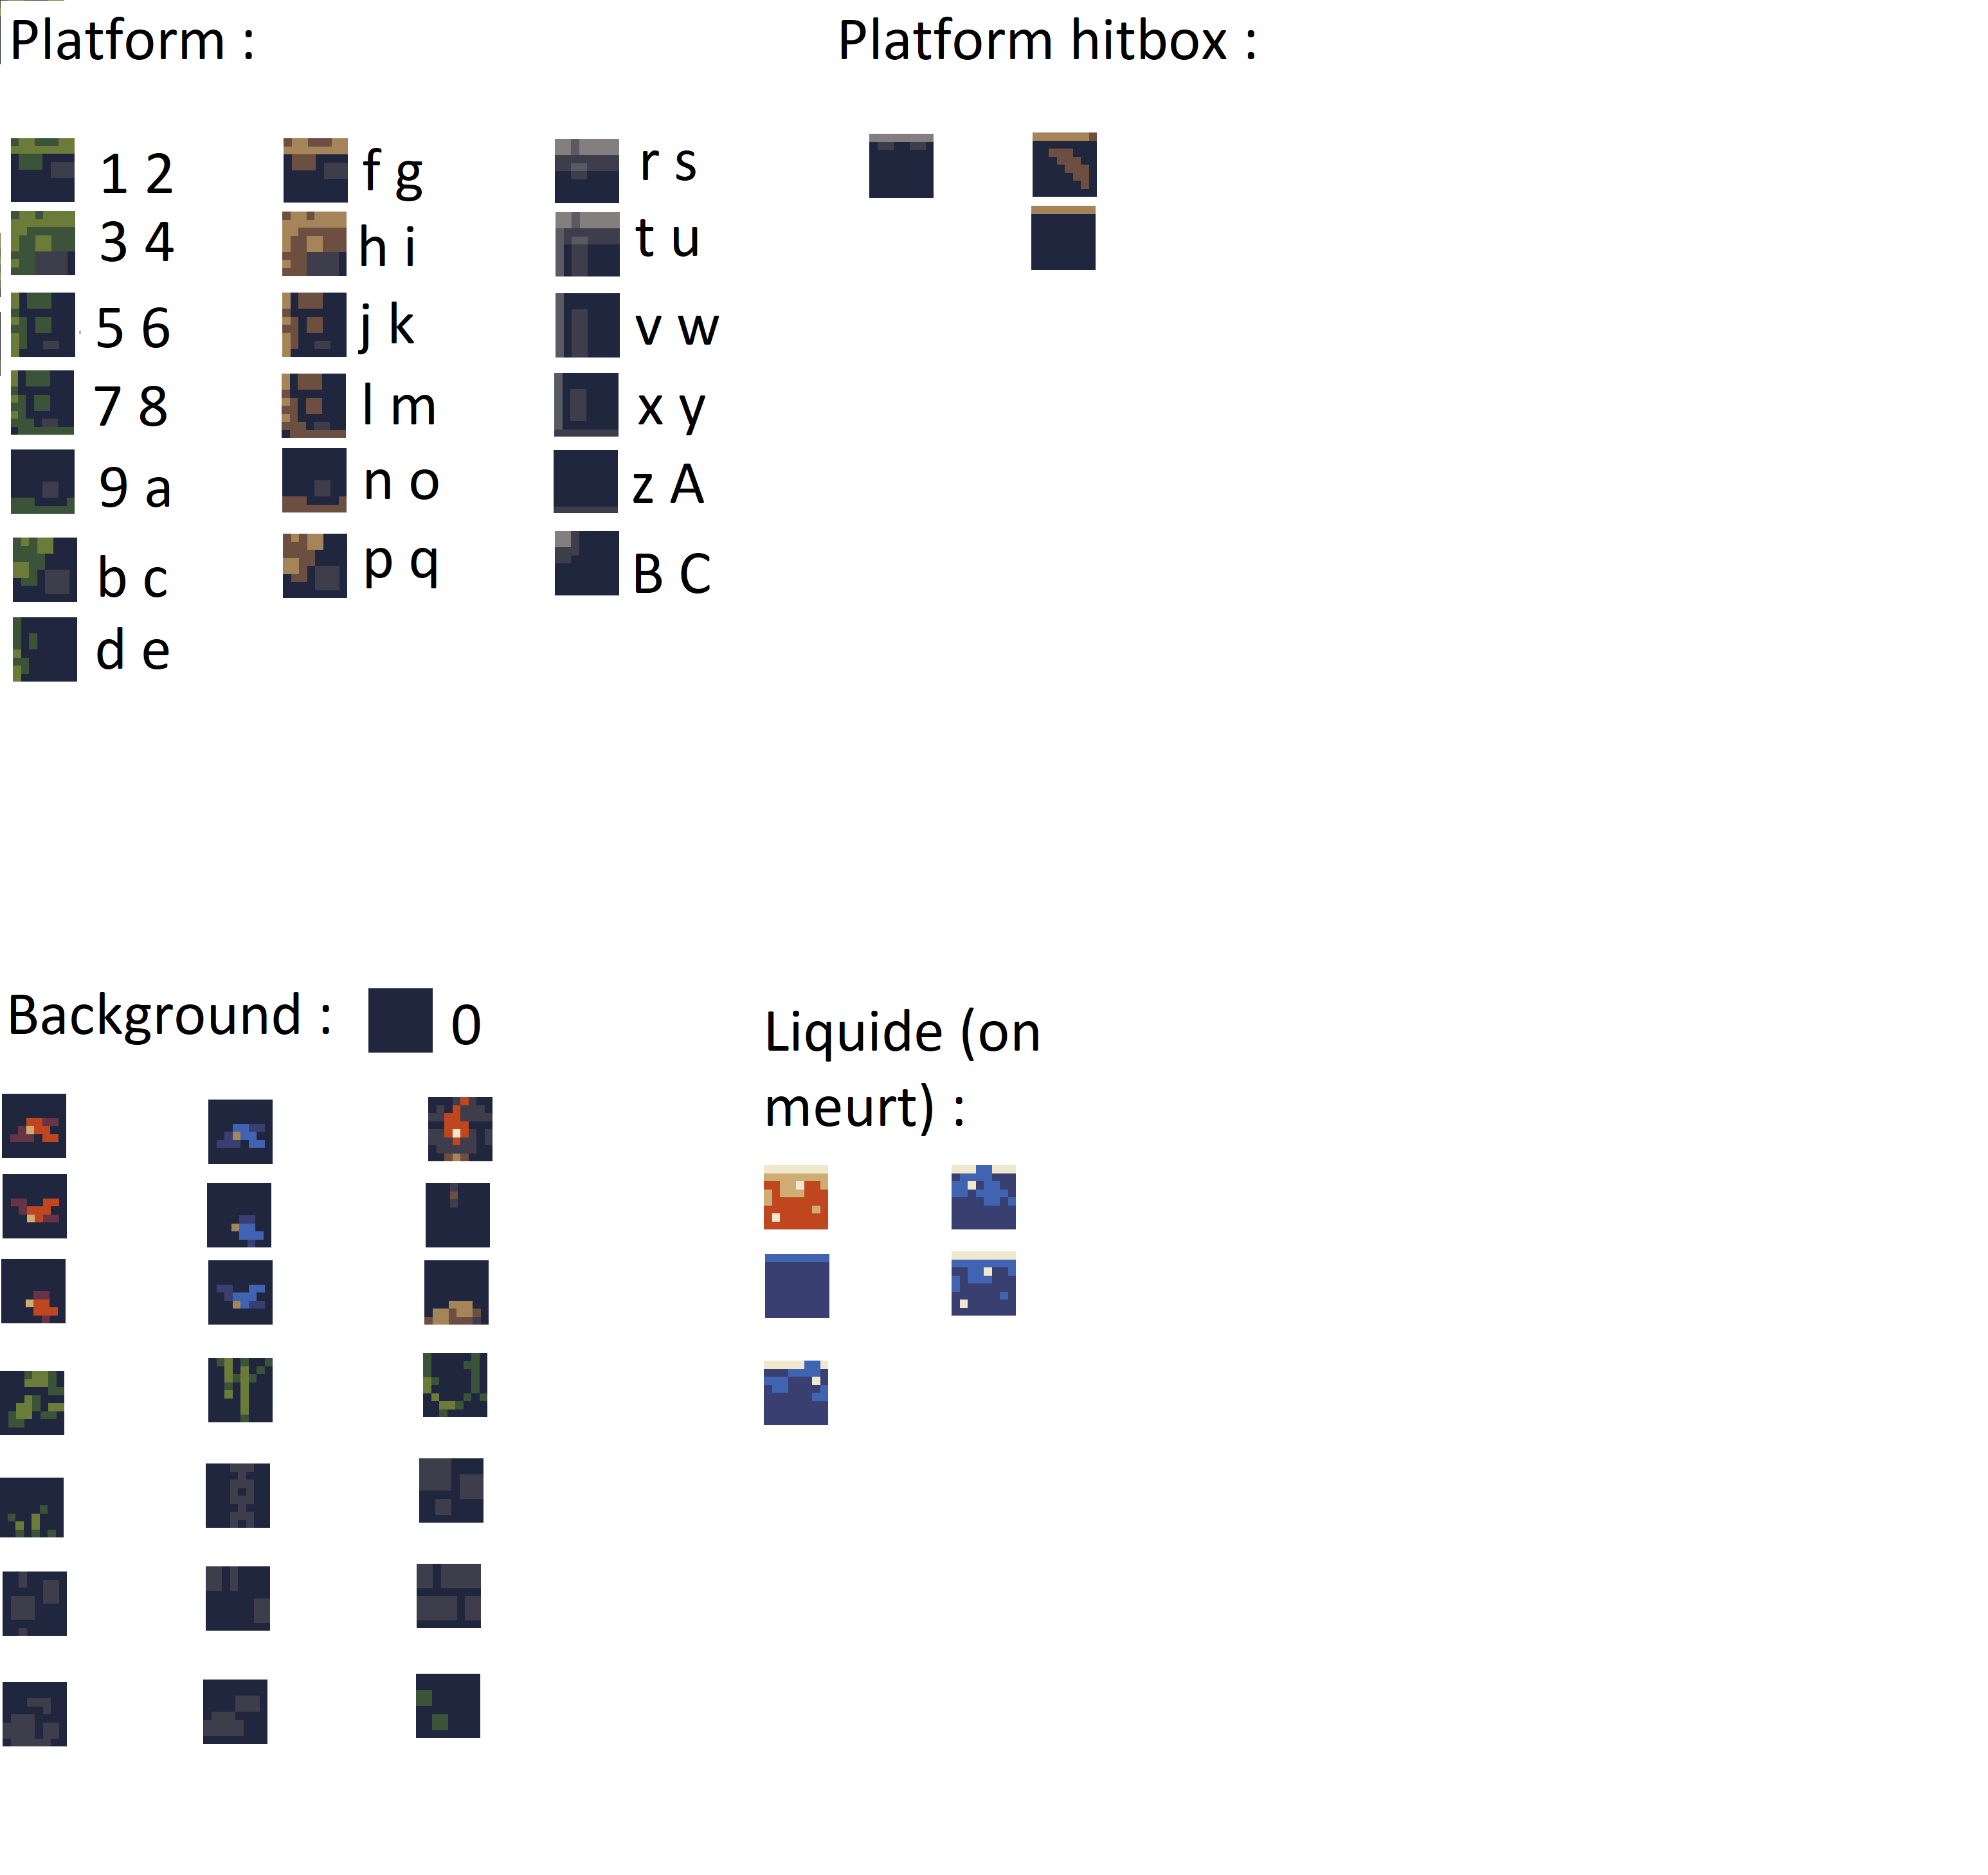 Platform :
Platform hitbox :
1 2
f g
r s
3 4
h i
t u
5 6
j k
v w
7 8
l m
x y
9 a
n o
z A
b c
p q
B C
d e
Background :
0
Liquide (on
meurt) :